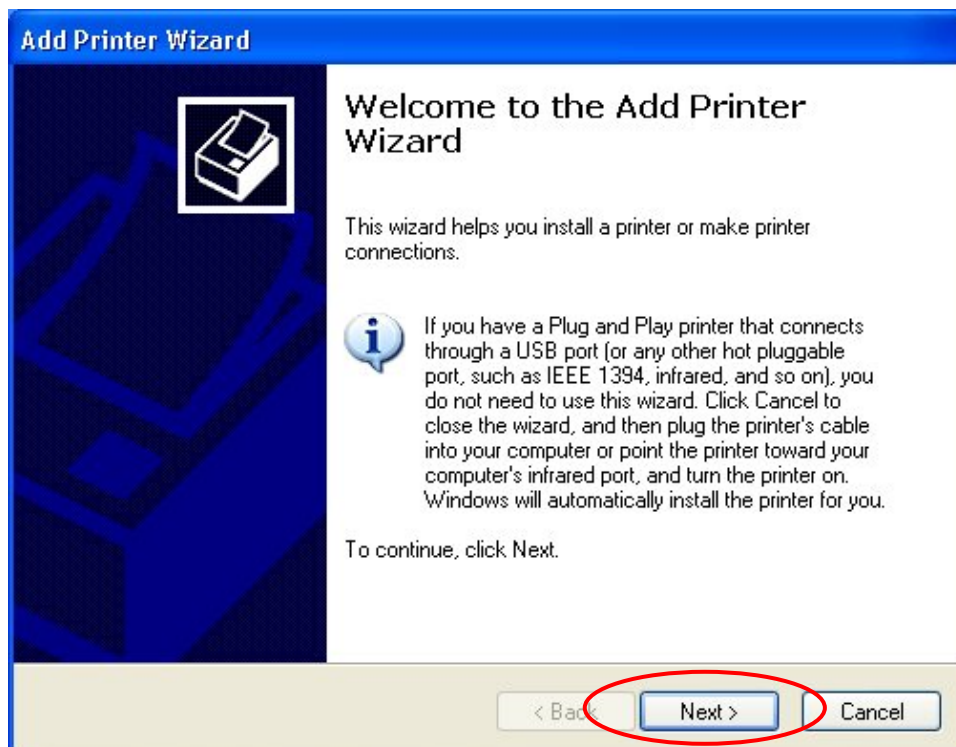 Add Printer Wizard
Welcome to the Add Printer
Wizard
This wizard helps you install a printer or make printer
connections.
If you have a Plug and Play printer that connects
through a USB port (or any other hot pluggable
port, such as IEEE 1394, infrared, and so on), you
do not need to use this wizard. Click Cancel to
close the wizard, and then plug the printer's cable
into your computer or point the printer toward your
computer's infrared port, and turn the printer on.
Windows will automatically install the printer for you.
To continue, click Next.
< Back Next > Cancel